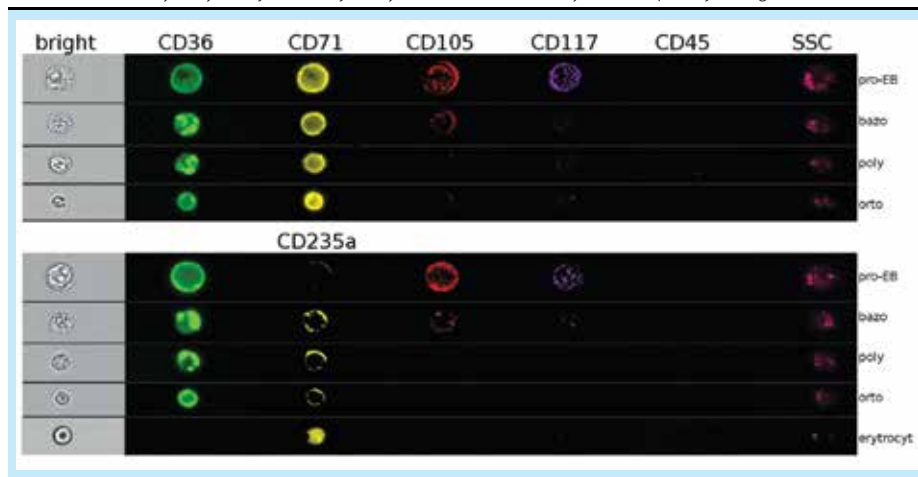 bright CD36 CD71 CD105 CD117 CD45 SSC
pro-EB
bazo
poly
orto
CD235a
pro-EB
bazo
poly
orto
erytrocyt